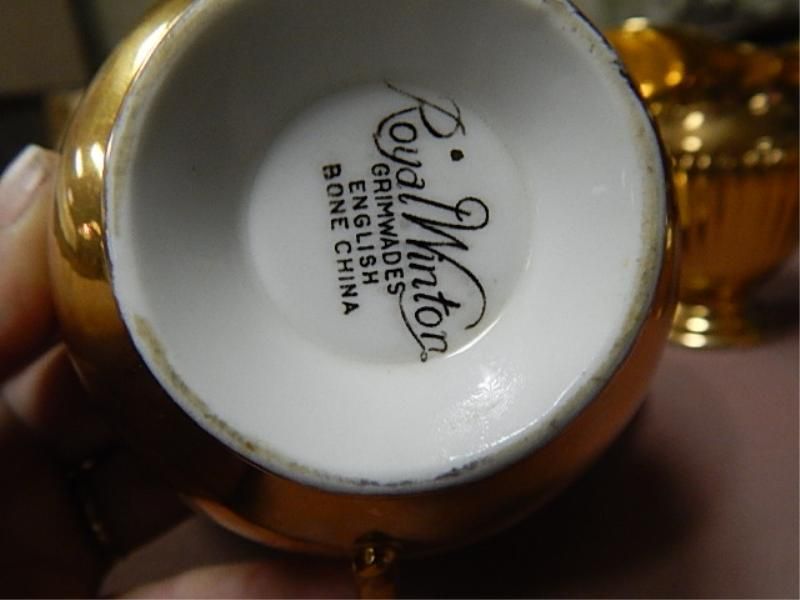 Royal Winton
GRIMWADES
ENGLISH
BONE CHINA